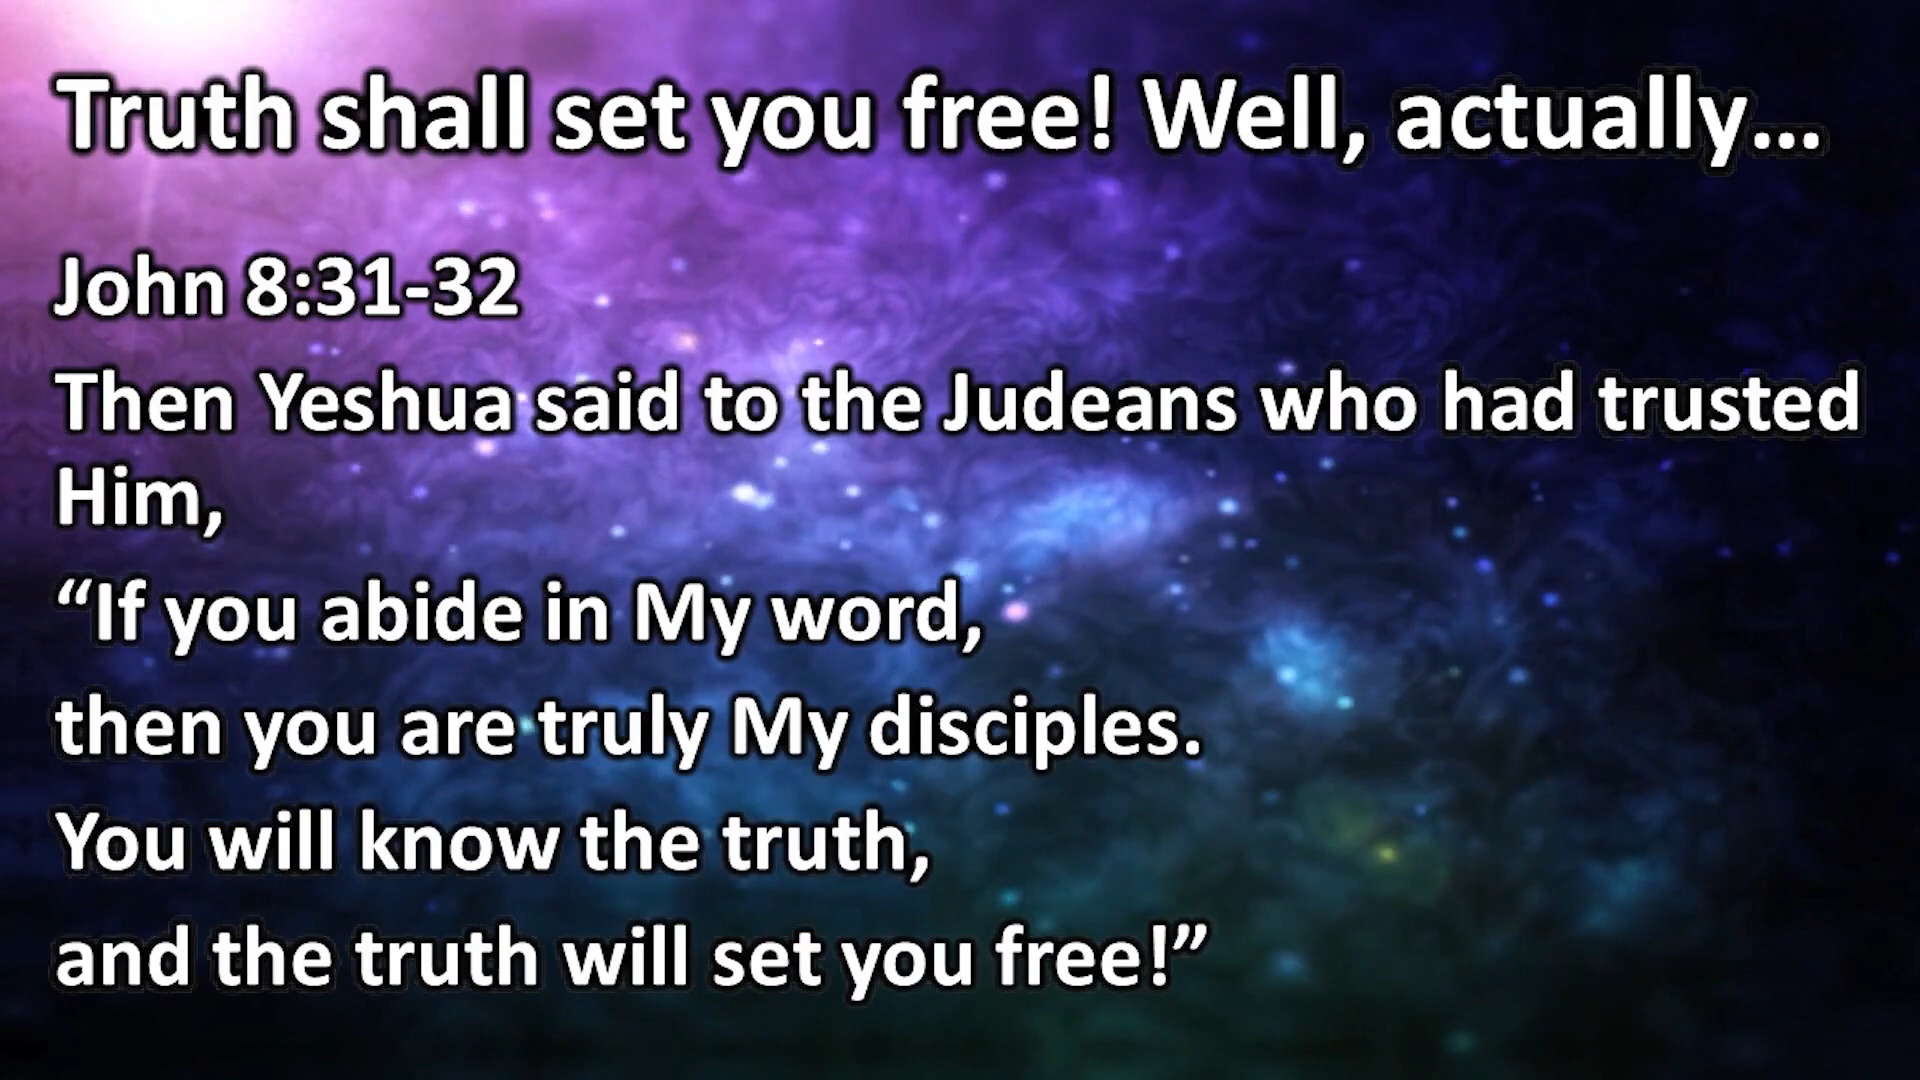 Truth shall set you free! Well, actually...
John 8:31-32
Then Yeshua said to the Judeans who had trusted
Him,
“If you abide in My word,
then you are truly My disciples.
You will know the truth,
and the truth will set you free!”